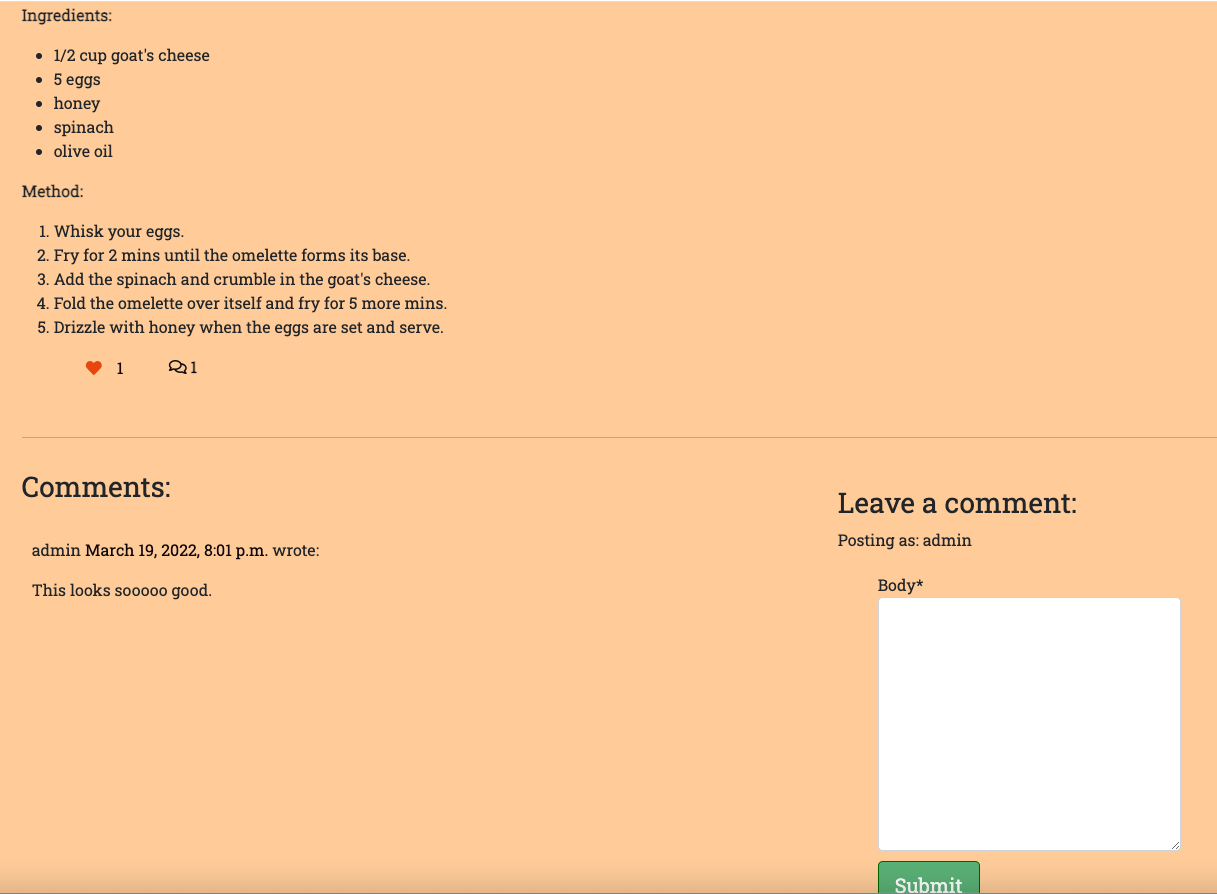 Ingredients:
• 1/2 cup goat's cheese
• 5 eggs
• honey
• spinach
• olive oil
Method:
1. Whisk your eggs.
2. Fry for 2 mins until the omelette forms its base.
3. Add the spinach and crumble in the goat's cheese.
4. Fold the omelette over itself and fry for 5 more mins.
5. Drizzle with honey when the eggs are set and serve.
1 1
Comments:
admin March 19, 2022, 8:01 p.m. wrote:
This looks sooooo good.
Leave a comment:
Posting as: admin
Body*
Submit